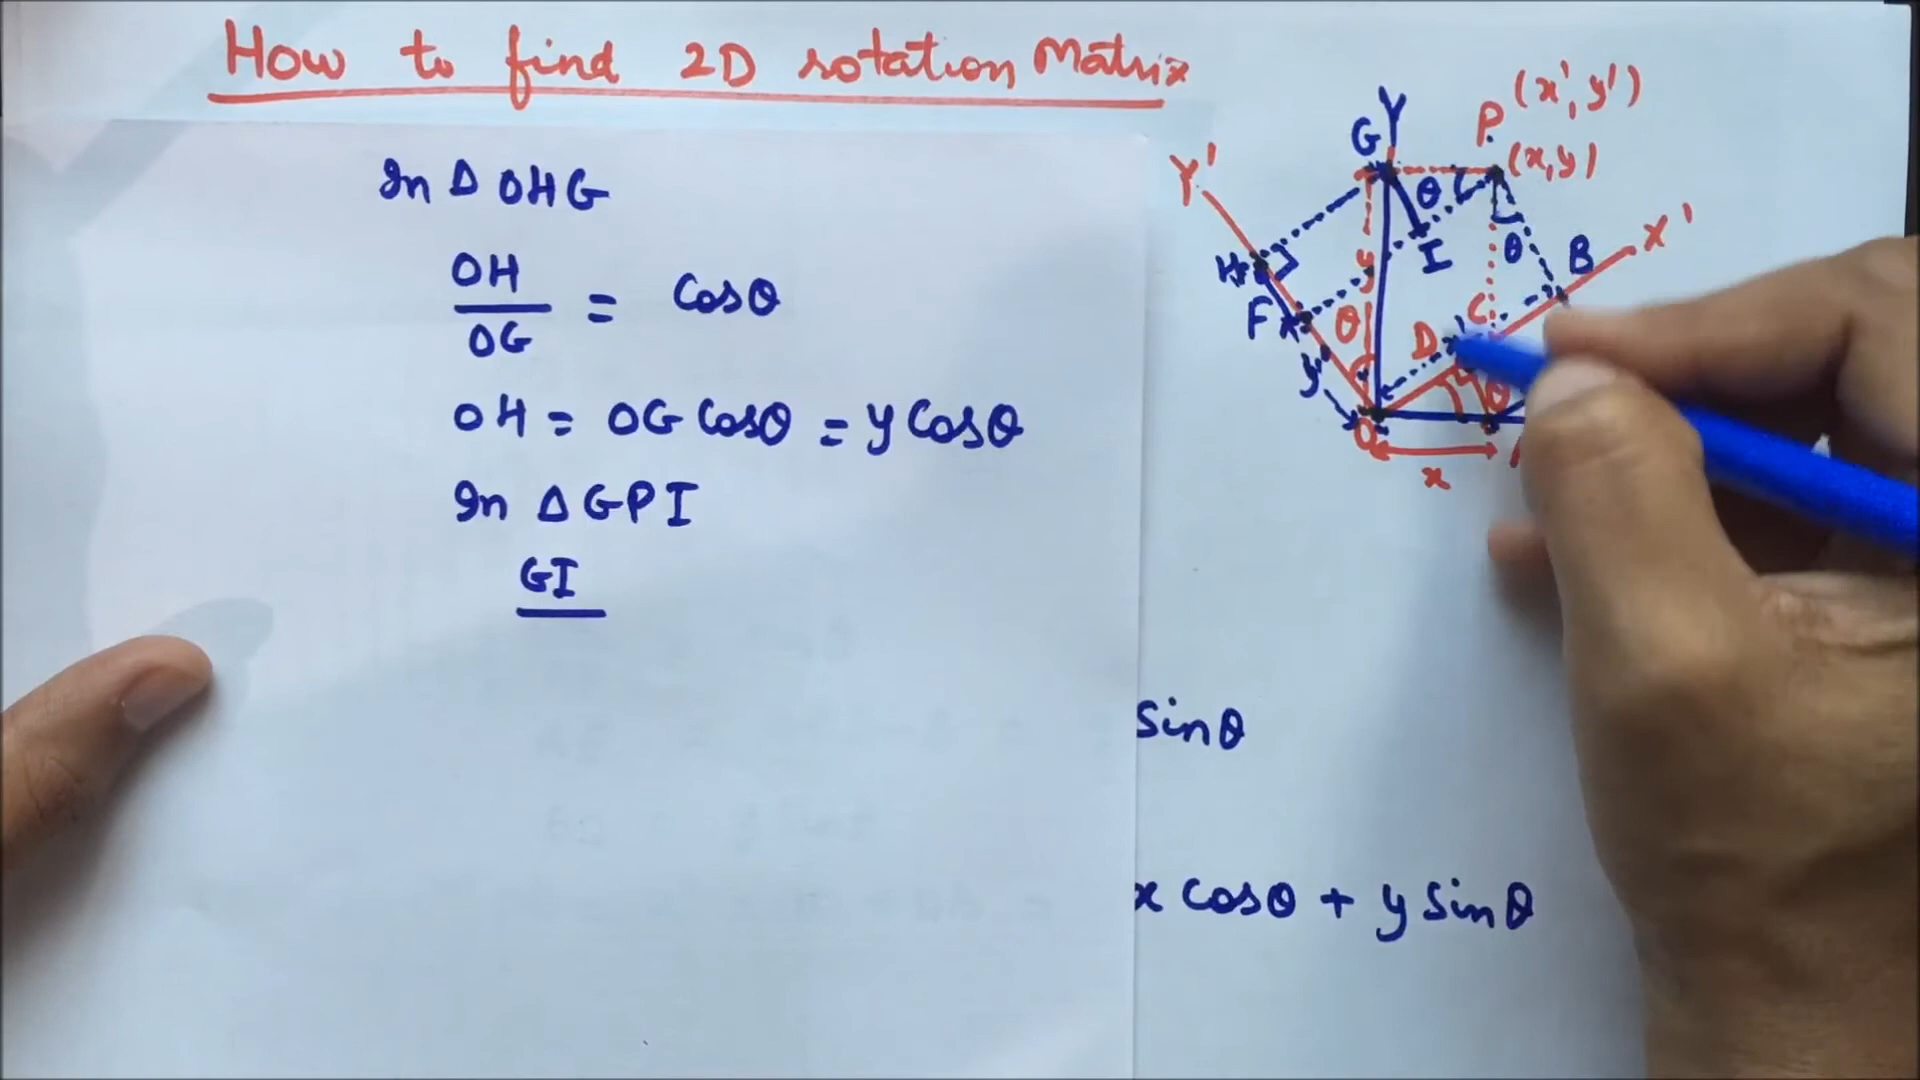 How to find 2D rotation Matrix
In Δ OHG
OH
OG
= Cosθ
OH = OG Cosθ = y Cosθ
In Δ GPI
GI
Sinθ
x Cosθ + y Sinθ
Y
G
P (x', y')
(x,y)
Y'
θ
X'
I
θ
B
H
y
F
θ
C
D
y'
θ
O
x